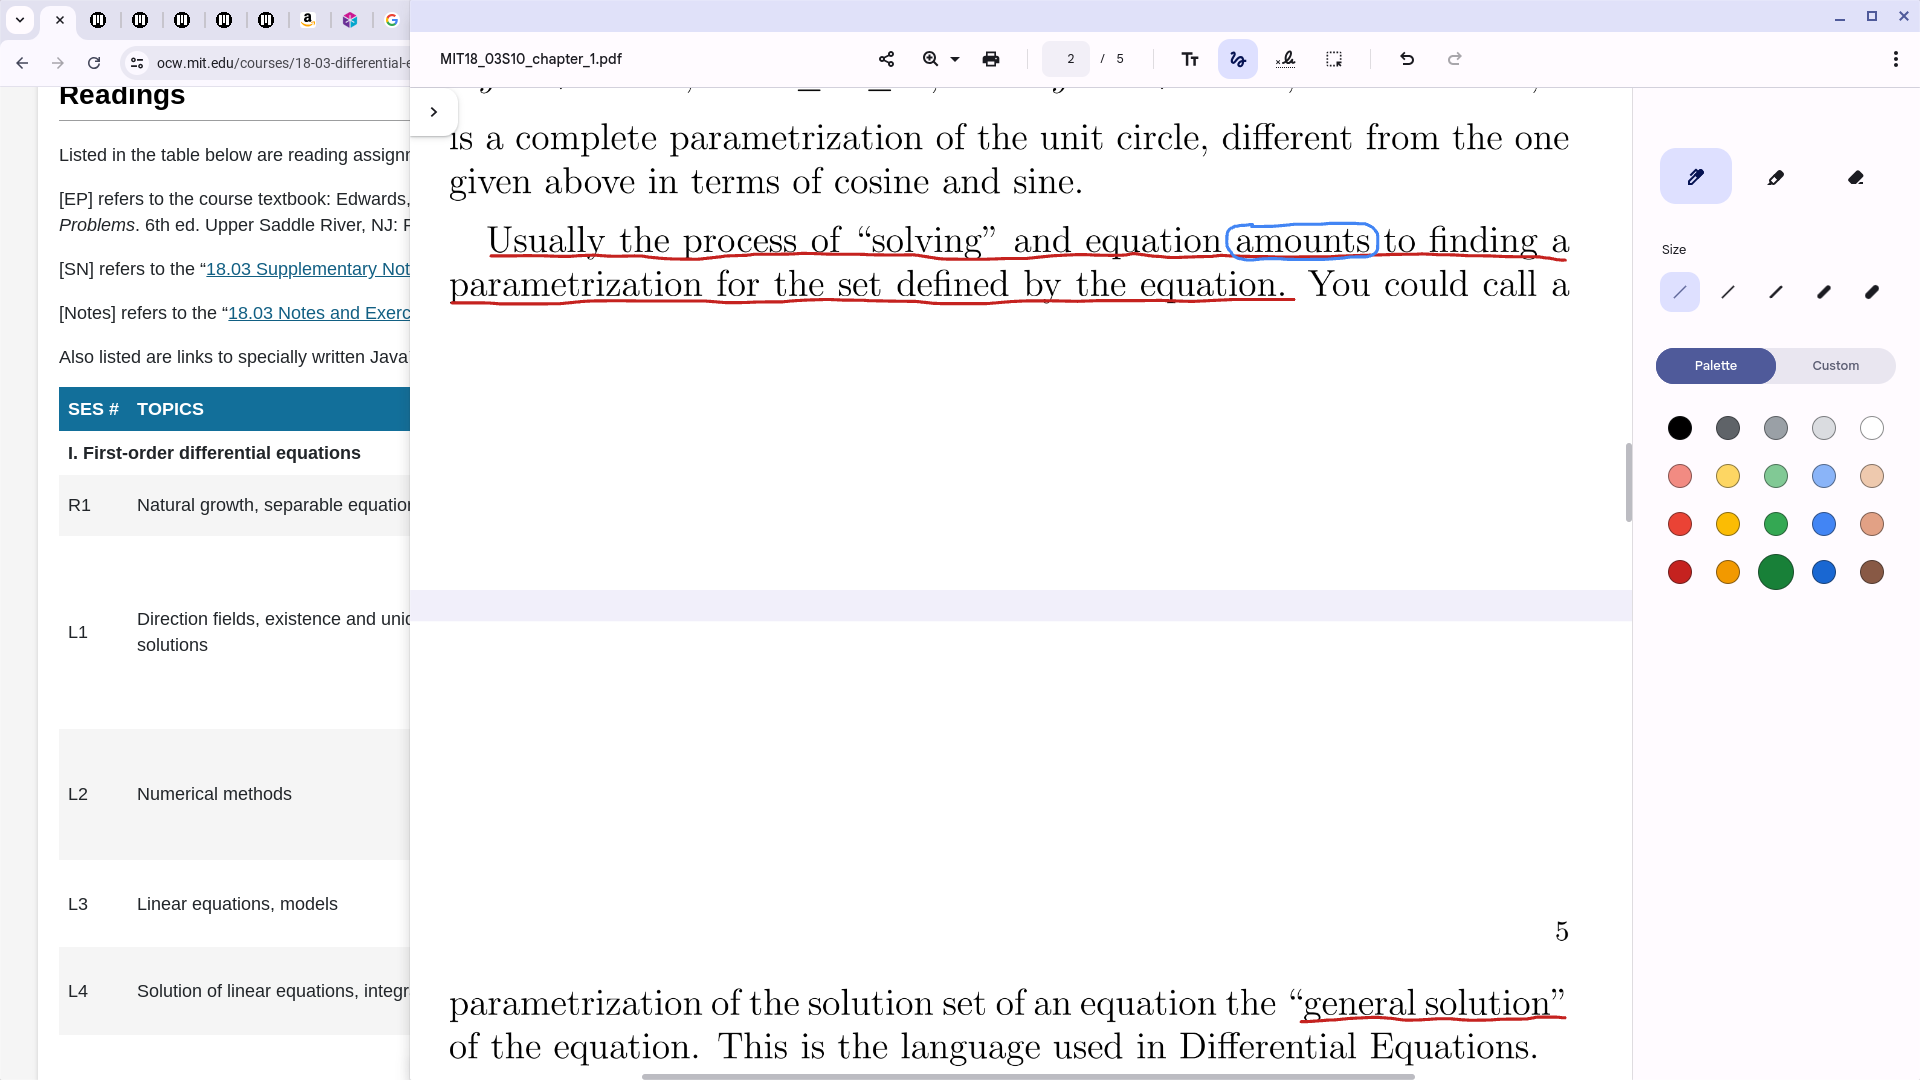 ocw.mit.edu/courses/18-03-differential-e
Readings
Listed in the table below are reading assignm
[EP] refers to the course textbook: Edwards,
Problems. 6th ed. Upper Saddle River, NJ: P
[SN] refers to the “18.03 Supplementary Not
[Notes] refers to the “18.03 Notes and Exerc
Also listed are links to specially written Java
SES # TOPICS
I. First-order differential equations
R1 Natural growth, separable equation
L1 Direction fields, existence and uniq
solutions
L2 Numerical methods
L3 Linear equations, models
L4 Solution of linear equations, integr
MIT18_03S10_chapter_1.pdf
2 / 5
is a complete parametrization of the unit circle, different from the one
given above in terms of cosine and sine.
Usually the process of “solving” and equation amounts to finding a
parametrization for the set defined by the equation. You could call a
5
parametrization of the solution set of an equation the “general solution”
of the equation. This is the language used in Differential Equations.
Size
Palette Custom